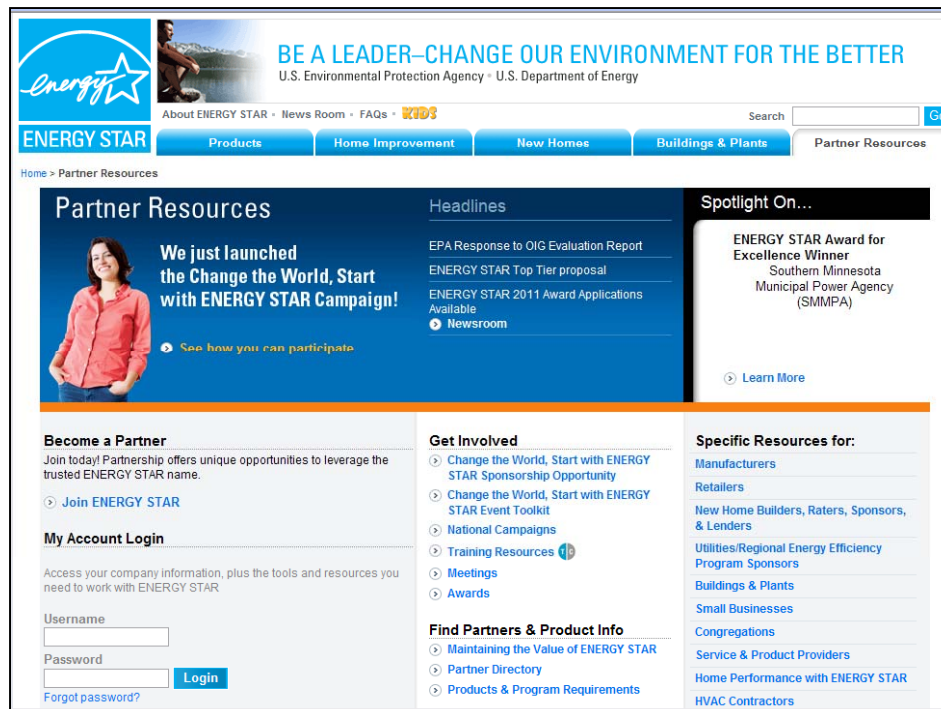 energy
ENERGY STAR
BE A LEADER–CHANGE OUR ENVIRONMENT FOR THE BETTER
U.S. Environmental Protection Agency • U.S. Department of Energy
About ENERGY STAR • News Room • FAQs • KIDS
Search
Products
Home Improvement
New Homes
Buildings & Plants
Partner Resources
Home > Partner Resources
Partner Resources
We just launched
the Change the World, Start
with ENERGY STAR Campaign!
See how you can participate
Headlines
EPA Response to OIG Evaluation Report
ENERGY STAR Top Tier proposal
ENERGY STAR 2011 Award Applications
Available
Newsroom
Spotlight On...
ENERGY STAR Award for
Excellence Winner
Southern Minnesota
Municipal Power Agency
(SMMPA)
Learn More
Become a Partner
Join today! Partnership offers unique opportunities to leverage the
trusted ENERGY STAR name.
Join ENERGY STAR
My Account Login
Access your company information, plus the tools and resources you
need to work with ENERGY STAR
Username
Password
Login
Forgot password?
Get Involved
Change the World, Start with ENERGY
STAR Sponsorship Opportunity
Change the World, Start with ENERGY
STAR Event Toolkit
National Campaigns
Training Resources
Meetings
Awards
Find Partners & Product Info
Maintaining the Value of ENERGY STAR
Partner Directory
Products & Program Requirements
Specific Resources for:
Manufacturers
Retailers
New Home Builders, Raters, Sponsors,
& Lenders
Utilities/Regional Energy Efficiency
Program Sponsors
Buildings & Plants
Small Businesses
Congregations
Service & Product Providers
Home Performance with ENERGY STAR
HVAC Contractors